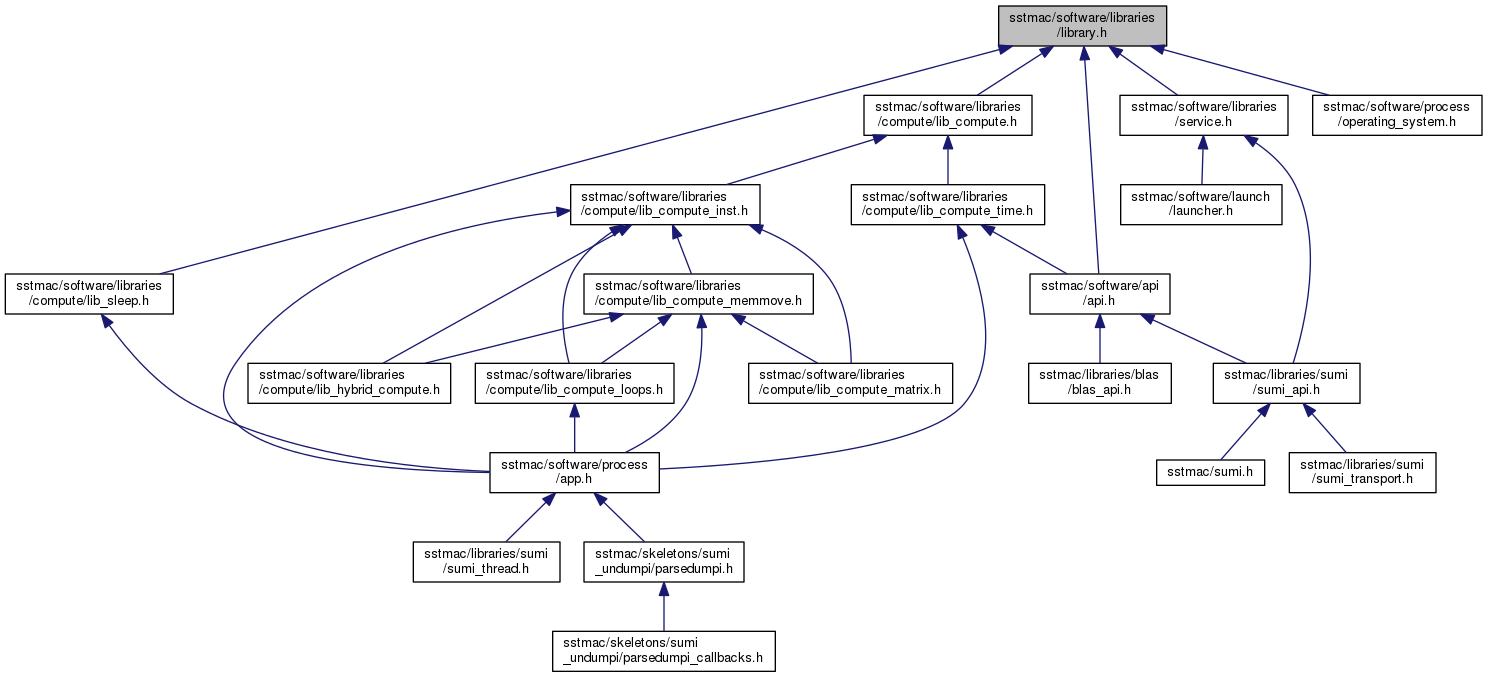 sstmac/software/libraries
/library.h
sstmac/software/libraries
/compute/lib_compute.h
sstmac/software/libraries
/service.h
sstmac/software/process
/operating_system.h
sstmac/software/libraries
/compute/lib_compute_inst.h
sstmac/software/libraries
/compute/lib_compute_time.h
sstmac/software/launch
/launcher.h
sstmac/software/libraries
/compute/lib_sleep.h
sstmac/software/libraries
/compute/lib_compute_memmove.h
sstmac/software/api
/api.h
sstmac/software/libraries
/compute/lib_hybrid_compute.h
sstmac/software/libraries
/compute/lib_compute_loops.h
sstmac/software/libraries
/compute/lib_compute_matrix.h
sstmac/libraries/blas
/blas_api.h
sstmac/libraries/sumi
/sumi_api.h
sstmac/software/process
/app.h
sstmac/sumi.h
sstmac/libraries/sumi
/sumi_transport.h
sstmac/libraries/sumi
/sumi_thread.h
sstmac/skeletons/sumi
_undumpi/parsedumpi.h
sstmac/skeletons/sumi
_undumpi/parsedumpi_callbacks.h